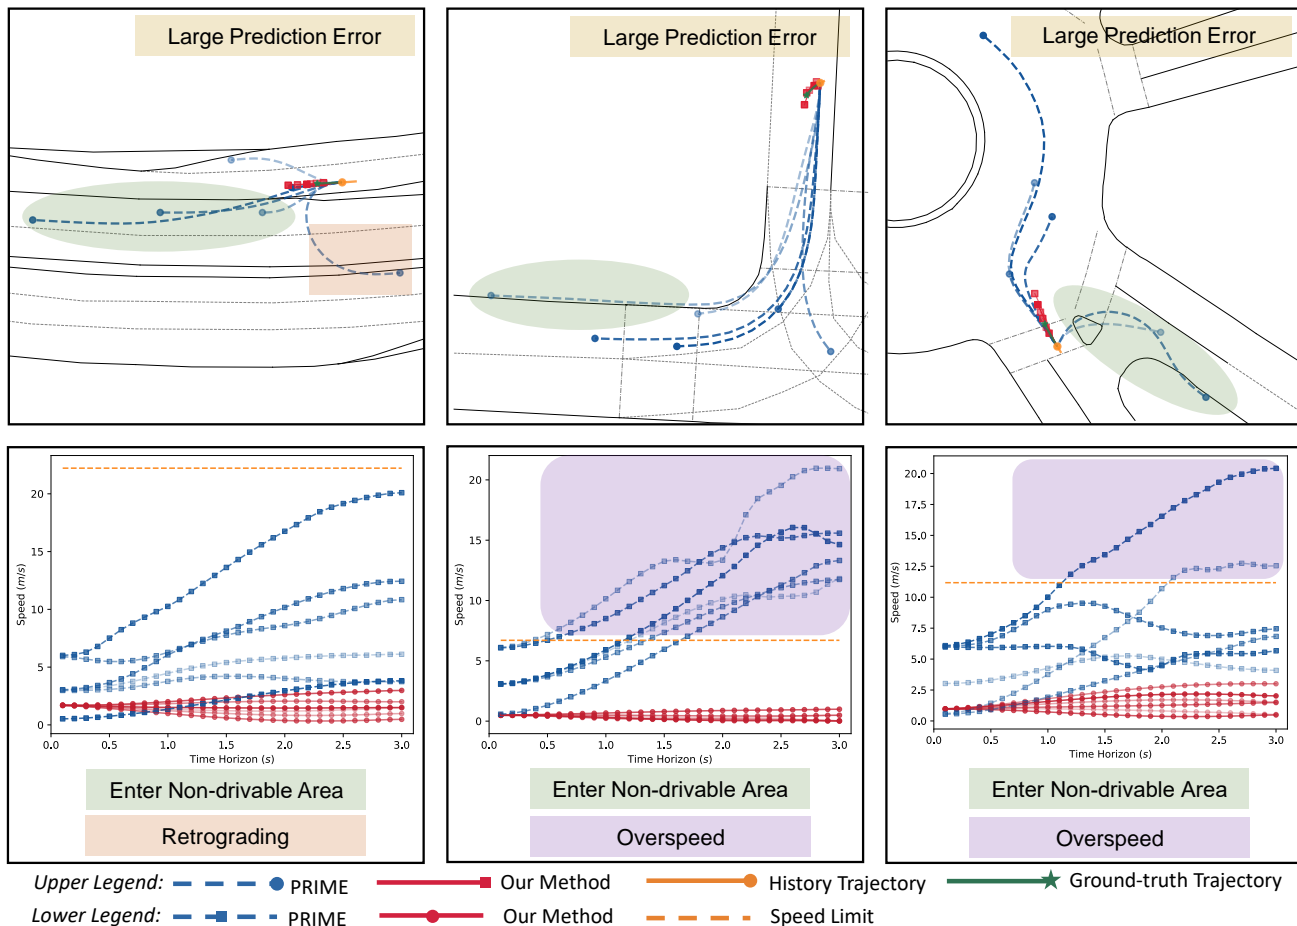 Large Prediction Error
Large Prediction Error
Large Prediction Error
Speed (m/s)
20
15
10
5
0
0.0 0.5 1.0 1.5 2.0 2.5 3.0
Time Horizon (s)
Enter Non-drivable Area
Retrograding
Speed (m/s)
20
15
10
5
0
0.0 0.5 1.0 1.5 2.0 2.5 3.0
Time Horizon (s)
Enter Non-drivable Area
Overspeed
Speed (m/s)
20.0
17.5
15.0
12.5
10.0
7.5
5.0
2.5
0.0
0.0 0.5 1.0 1.5 2.0 2.5 3.0
Time Horizon (s)
Enter Non-drivable Area
Overspeed
Upper Legend: PRIME Our Method History Trajectory Ground-truth Trajectory
Lower Legend: PRIME Our Method Speed Limit